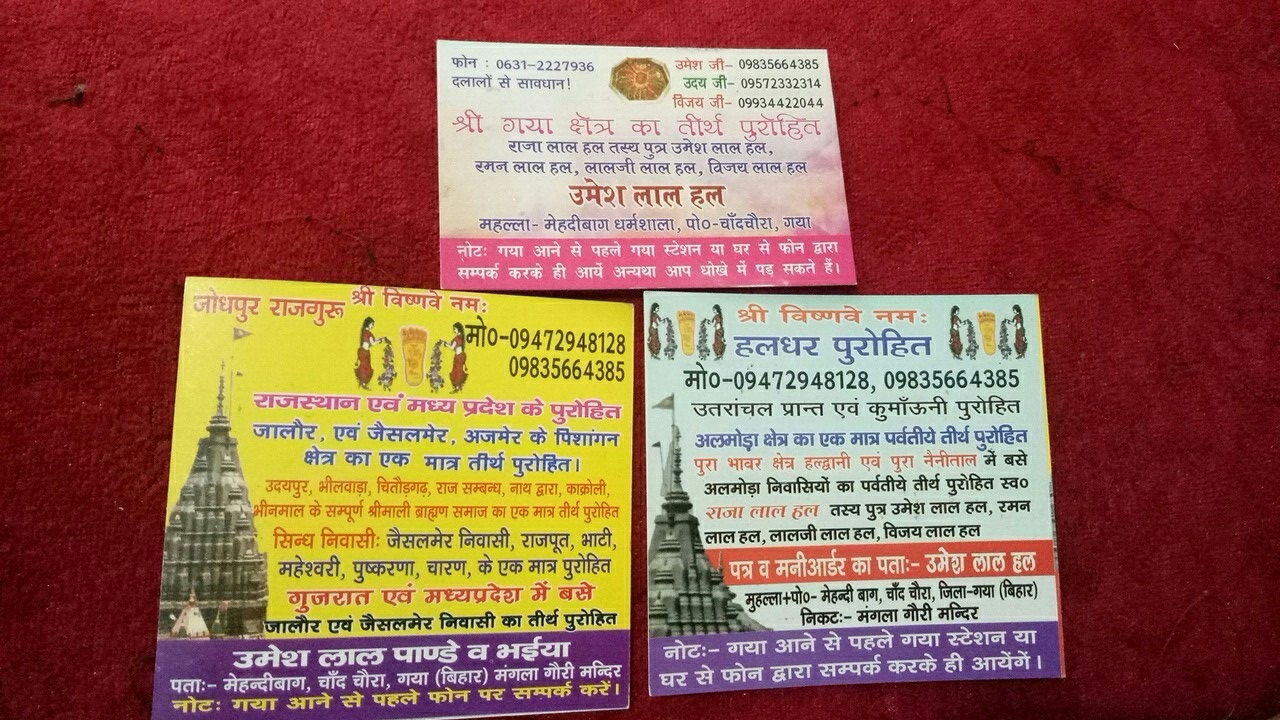 फोन : 0631-2227936
दलालों से सावधान!
उमेश जी- 09835664385
उदय जी- 09572332314
विजय जी- 09934422044
श्री गया क्षेत्र का तीर्थ पुरोहित
राजा लाल हल तस्य पुत्र उमेश लाल हल,
रमन लाल हल, लालजी लाल हल, विजय लाल हल
उमेश लाल हल
महल्ला- मेहदीबाग धर्मशाला, पो०-चाँदचौरा, गया
नोटः गया आने से पहले गया स्टेशन या घर से फोन द्वारा
सम्पर्क करके ही आयें अन्यथा आप धोखे में पड़ सकते हैं।
जोधपुर राजगुरू श्री विष्णवे नमः
मो०-09472948128
09835664385
राजस्थान एवं मध्य प्रदेश के पुरोहित
जालौर, एवं जैसलमेर, अजमेर के पिशांगन
क्षेत्र का एक मात्र तीर्थ पुरोहित।
उदयपुर, भीलवाड़ा, चितौड़गढ़, राज सम्बन्ध, नाथ द्वारा, काक्रोली,
भीनमाल के सम्पूर्ण श्रीमाली ब्राह्मण समाज का एक मात्र तीर्थ पुरोहित
सिन्ध निवासीः जैसलमेर निवासी, राजपूत, भाटी,
महेश्वरी, पुष्करणा, चारण, के एक मात्र पुरोहित
गुजरात एवं मध्यप्रदेश में बसे
जालौर एवं जैसलमेर निवासी का तीर्थ पुरोहित
उमेश लाल पाण्डे व भईया
पताः- मेहन्दीबाग, चाँद चौरा, गया (बिहार) मंगला गौरी मन्दिर
नोटः गया आने से पहले फोन पर सम्पर्क करें।
श्री विष्णवे नमः
हलधर पुरोहित
मो०-09472948128, 09835664385
उतरांचल प्रान्त एवं कुमाँऊनी पुरोहित
अलमोड़ा क्षेत्र का एक मात्र पर्वतीये तीर्थ पुरोहित
पुरा भावर क्षेत्र हल्द्वानी एवं पुरा नैनीताल में बसे
अलमोड़ा निवासियों का पर्वतीये तीर्थ पुरोहित स्व०
राजा लाल हल तस्य पुत्र उमेश लाल हल, रमन
लाल हल, लालजी लाल हल, विजय लाल हल
पत्र व मनीआर्डर का पताः- उमेश लाल हल
मुहल्ला+पो०- मेहन्दी बाग, चाँद चौरा, जिला-गया (बिहार)
निकटः- मंगला गौरी मन्दिर
नोटः- गया आने से पहले गया स्टेशन या
घर से फोन द्वारा सम्पर्क करके ही आयेंगें।